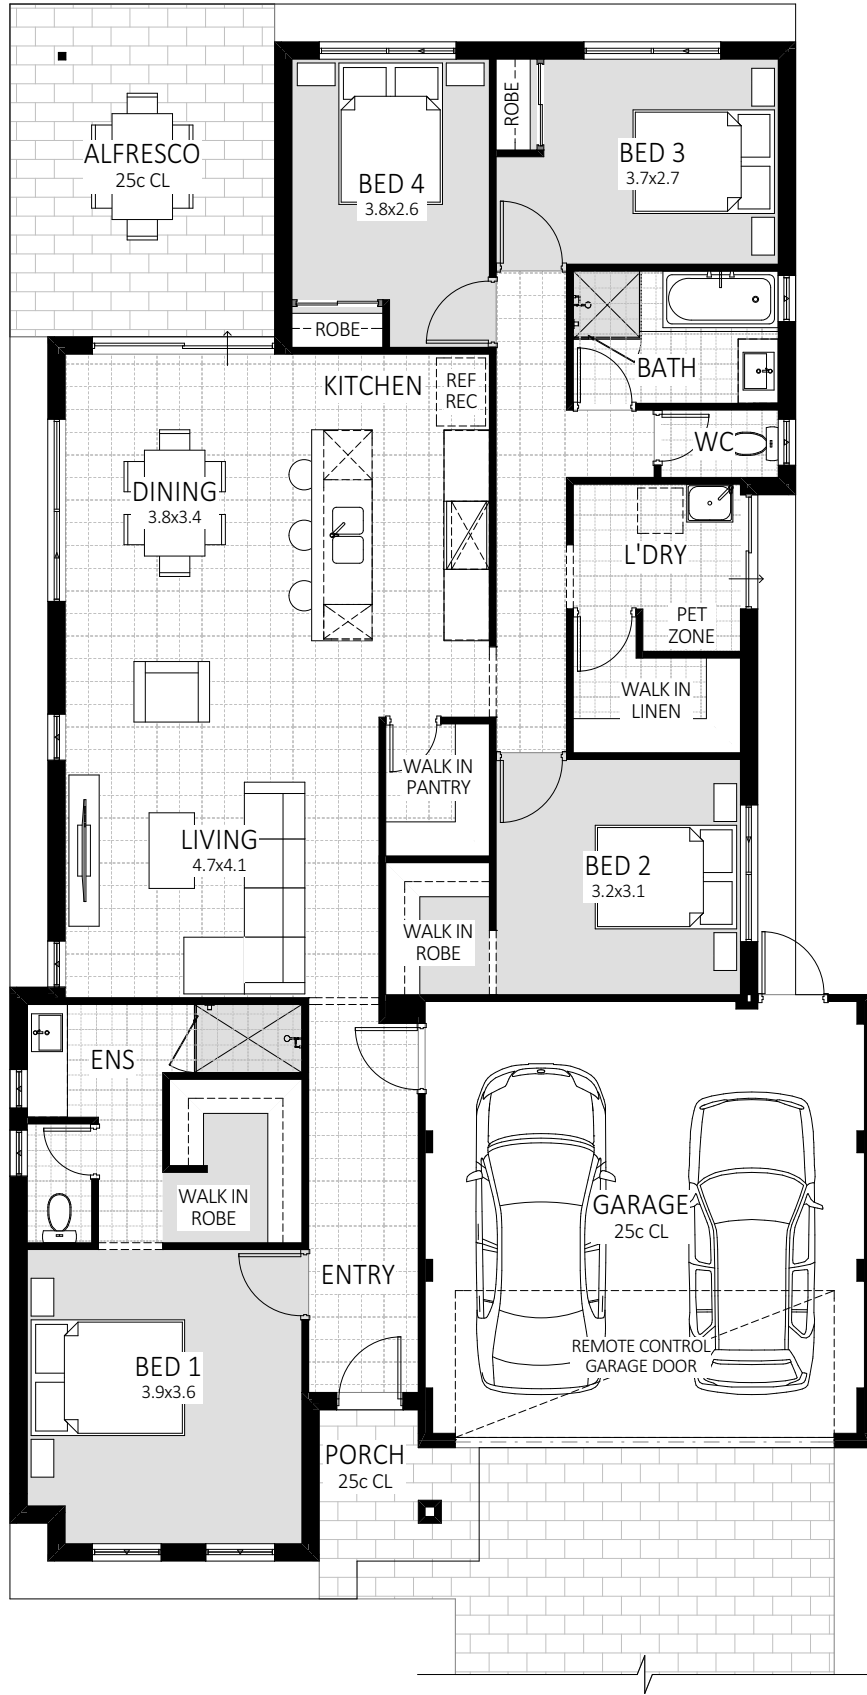 ALFRESCO
25c CL
BED 4
3.8x2.6
ROBE
ROBE
BED 3
3.7x2.7
BATH
WC
KITCHEN
REF
REC
DINING
3.8x3.4
L'DRY
PET
ZONE
WALK IN
LINEN
WALK IN
PANTRY
LIVING
4.7x4.1
BED 2
3.2x3.1
WALK IN
ROBE
ENS
WALK IN
ROBE
GARAGE
25c CL
ENTRY
REMOTE CONTROL
GARAGE DOOR
BED 1
3.9x3.6
PORCH
25c CL